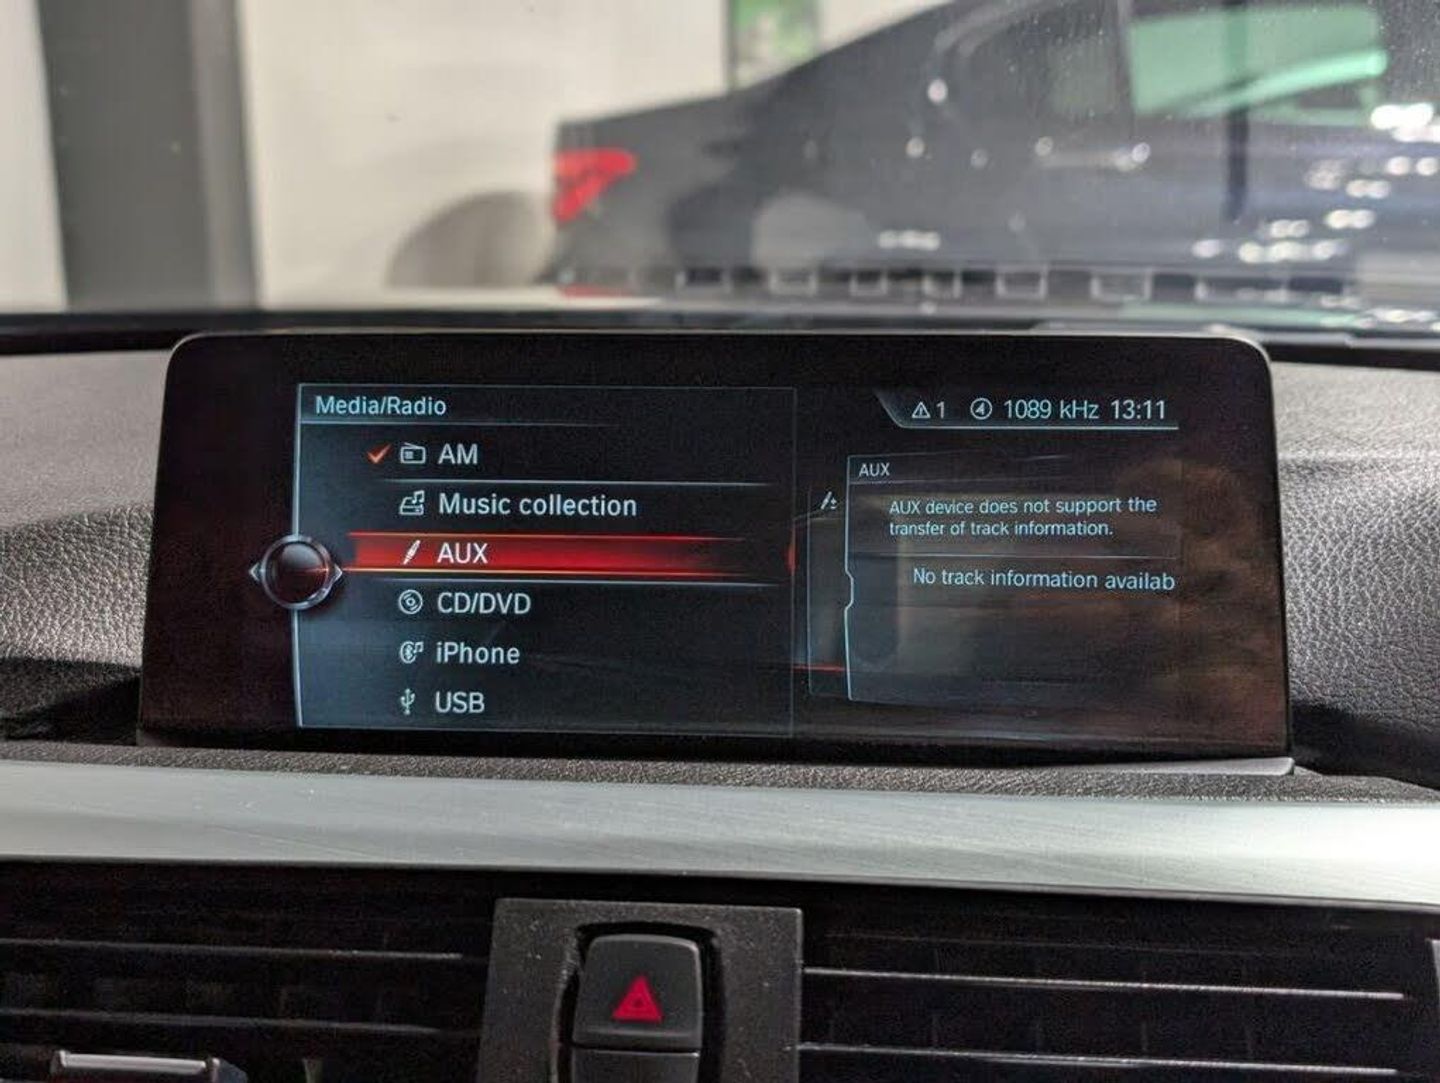 Media/Radio
1 1089 kHz 13:11
AM
Music collection
AUX
CD/DVD
iPhone
USB
AUX
AUX device does not support the
transfer of track information.
No track information availab